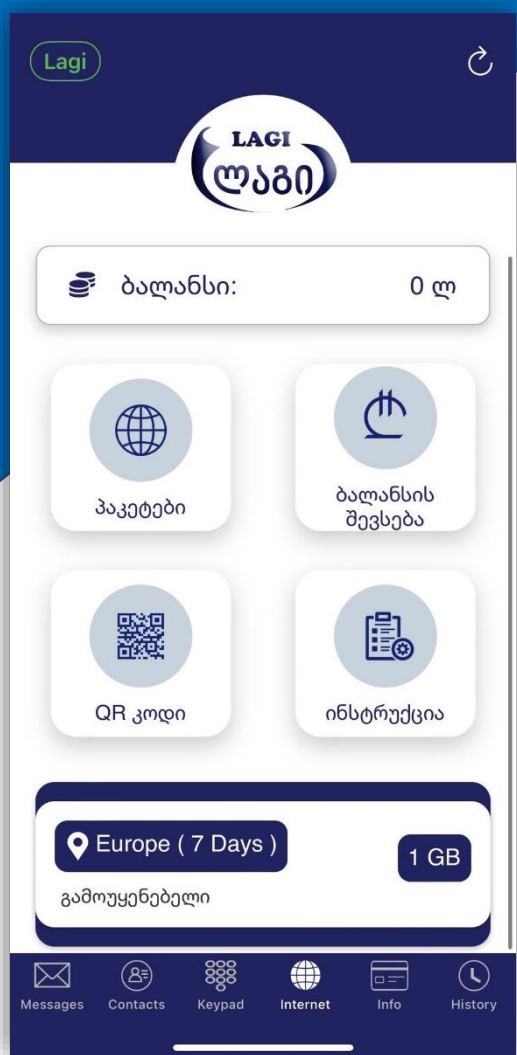 Lagi
LAGI
ლაგი
ბალანსი: 0 ლ
პაკეტები
ბალანსის
შევსება
QR კოდი
ინსტრუქცია
Europe ( 7 Days )
1 GB
გამოუყენებელი
Messages Contacts Keypad Internet Info History